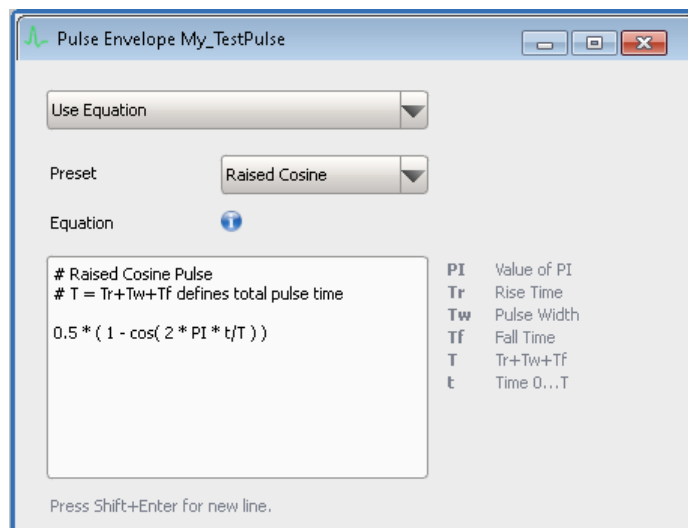 Pulse Envelope My_TestPulse
Use Equation
Preset Raised Cosine
Equation
# Raised Cosine Pulse
# T = Tr+Tw+Tf defines total pulse time
0.5 * ( 1 - cos( 2 * PI * t/T ) )
PI Value of PI
Tr Rise Time
Tw Pulse Width
Tf Fall Time
T Tr+Tw+Tf
t Time 0...T
Press Shift+Enter for new line.